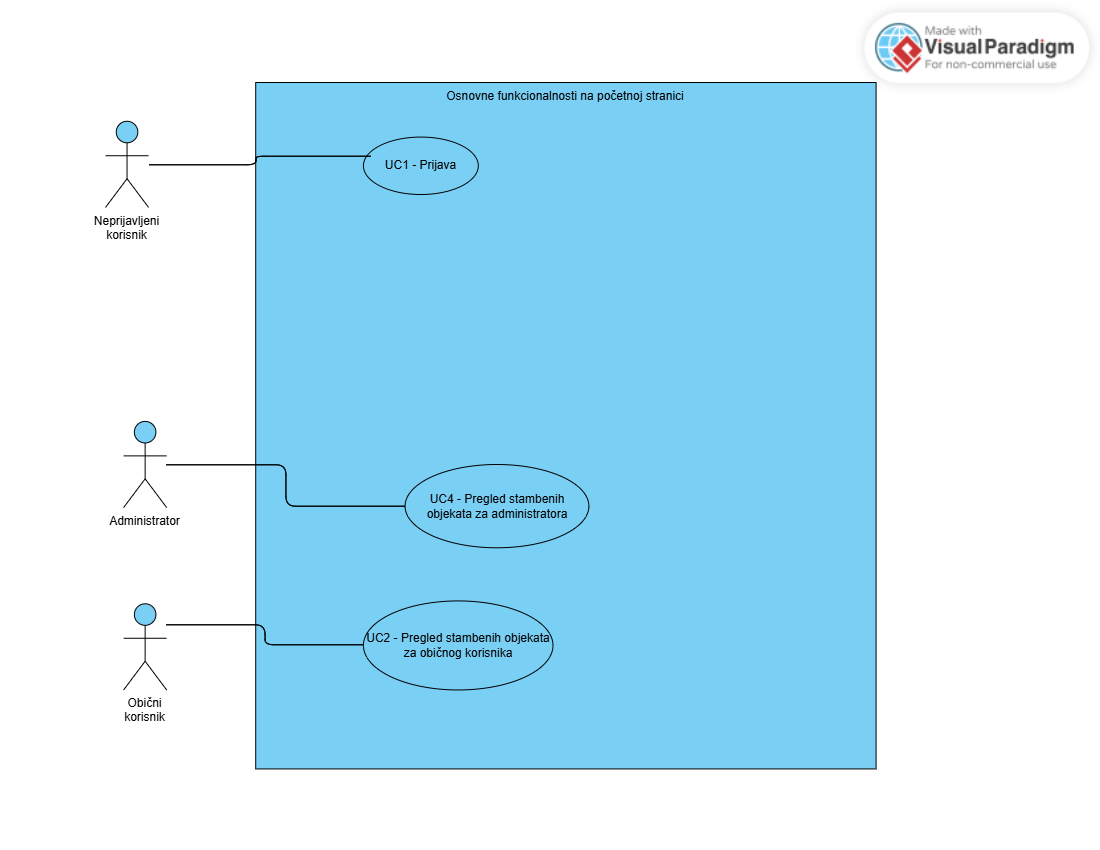 Made with
Visual Paradigm
For non-commercial use
Osnovne funkcionalnosti na početnoj stranici
UC1 - Prijava
Neprijavljeni
korisnik
UC4 - Pregled stambenih
objekata za administratora
Administrator
UC2 - Pregled stambenih objekata
za običnog korisnika
Obični
korisnik